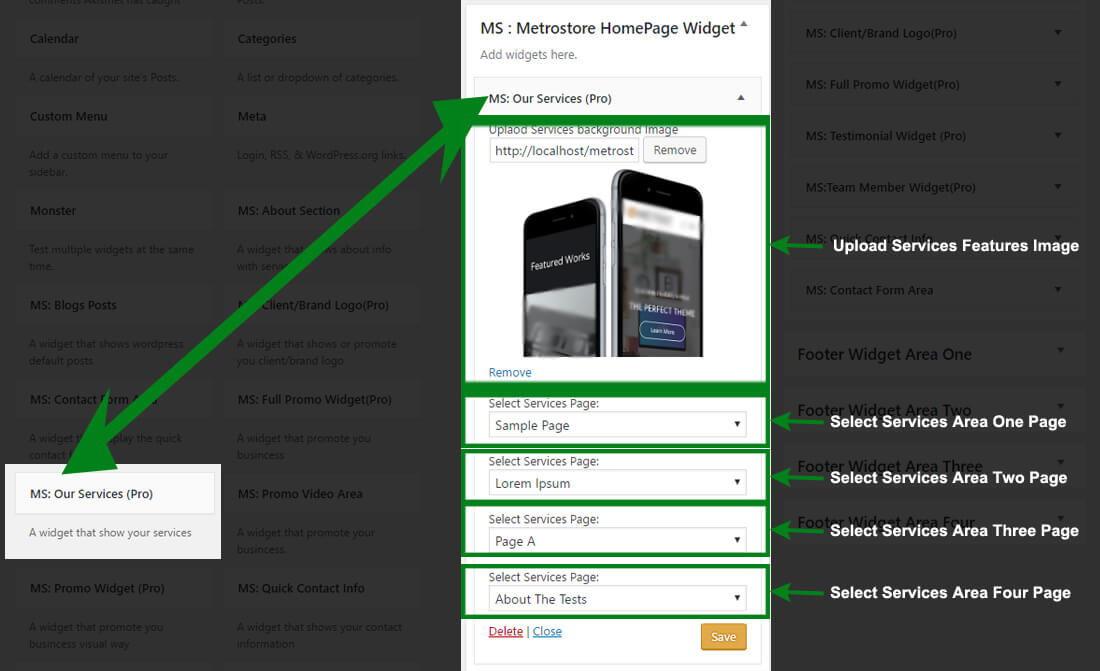 Posts.
Calendar
Categories
A calendar of your site's Posts.
A list or dropdown of categories.
Custom Menu
Meta
Add a custom menu to your
sidebar.
Login, RSS, & WordPress.org links.
Monster
MS: About Section
Test multiple widgets at the same
time.
A widget that shows about info
with
MS: Blogs Posts
Client/Brand Logo(Pro)
A widget that shows wordpress
default posts
A widget that shows or promote
you client/brand logo
MS: Contact Form
MS: Full Promo Widget(Pro)
A widget display the quick
contact
A widget that promote you
business
MS: Our Services (Pro)
A widget that show your services
MS: Promo Video Area
A widget that promote your
business.
MS: Promo Widget (Pro)
MS: Quick Contact Info
A widget that promote you
business visual way
A widget that shows your contact
information
MS : Metrostore HomePage Widget
Add widgets here.
MS: Our Services (Pro)
Uplaod Services background Image
http://localhost/metrost
Remove
Featured Works
THE PERFECT THEME
Learn More
Remove
Select Services Page:
Sample Page
Select Services Page:
Lorem Ipsum
Select Services Page:
Page A
Select Services Page:
About The Tests
Delete | Close
Save
MS: Client/Brand Logo(Pro)
MS: Full Promo Widget(Pro)
MS: Testimonial Widget (Pro)
MS:Team Member Widget(Pro)
MS: Quick Contact Info
Upload Services Features Image
MS: Contact Form Area
Footer Widget Area One
Footer Widget Area Two
Select Services Area One Page
Footer Widget Area Three
Select Services Area Two Page
Footer Widget Area Four
Select Services Area Three Page
Select Services Area Four Page